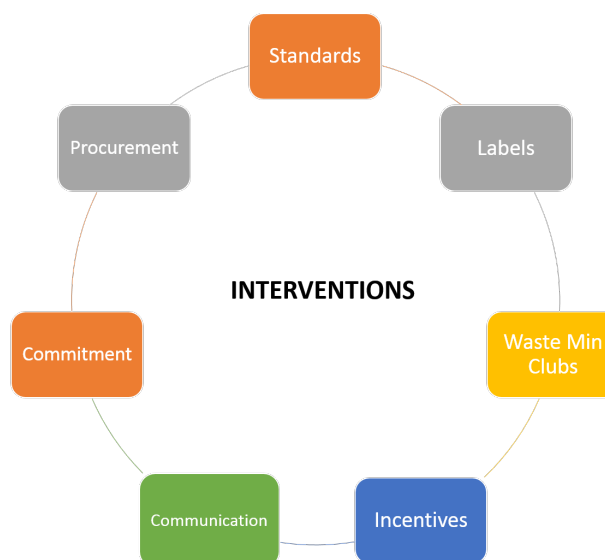 Standards
Procurement
Labels
INTERVENTIONS
Commitment
Waste Min
Clubs
Communication
Incentives